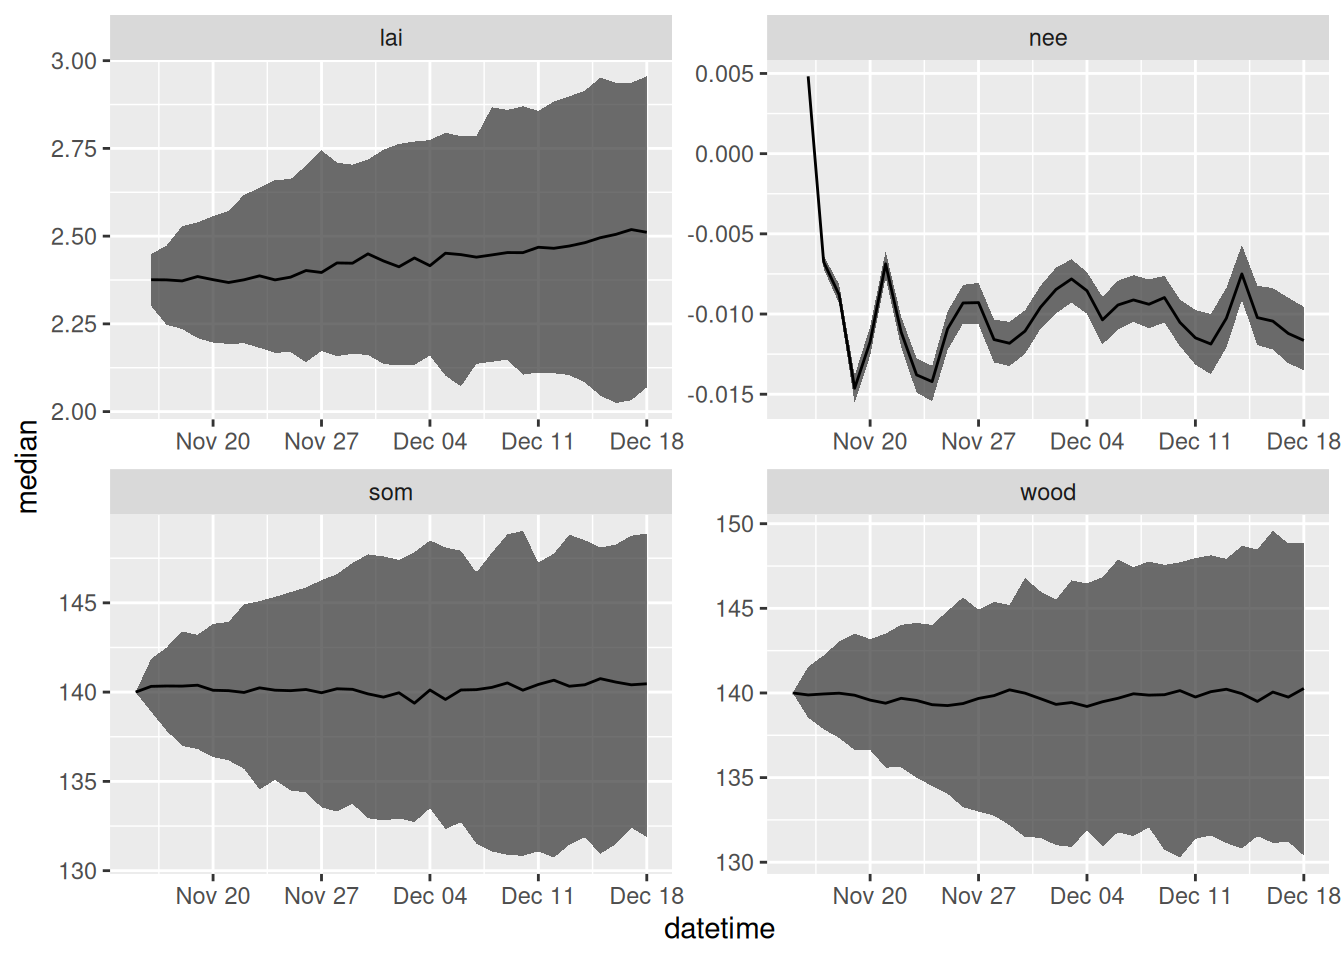 lai
3.00
2.75
2.50
2.25
2.00
Nov 20 Nov 27 Dec 04 Dec 11 Dec 18
nee
0.005
0.000
-0.005
-0.010
-0.015
Nov 20 Nov 27 Dec 04 Dec 11 Dec 18
som
145
140
135
130
Nov 20 Nov 27 Dec 04 Dec 11 Dec 18
wood
150
145
140
135
130
Nov 20 Nov 27 Dec 04 Dec 11 Dec 18
median
datetime